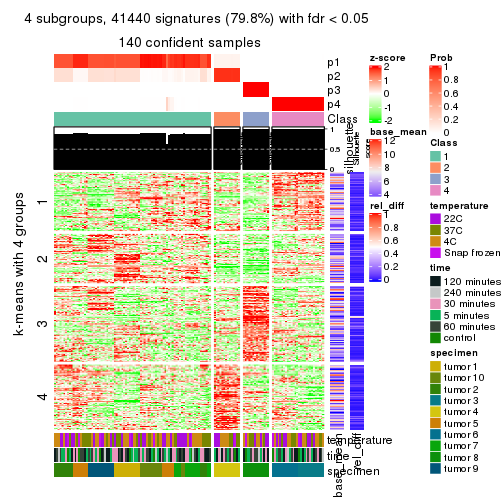 4 subgroups, 41440 signatures (79.8%) with fdr < 0.05
140 confident samples
p1
p2
p3
p4
Class
silhouette
1
0.5
0
k-means with 4 groups
1
2
3
4
temperature
time
specimen
base_mean
rel_diff
z-score
2
1
0
-1
-2
base_mean
12
10
8
6
4
rel_diff
1
0.8
0.6
0.4
0.2
0
Prob
1
0.8
0.6
0.4
0.2
0
Class
1
2
3
4
temperature
22C
37C
4C
Snap frozen
time
120 minutes
240 minutes
30 minutes
5 minutes
60 minutes
control
specimen
tumor 1
tumor 10
tumor 2
tumor 3
tumor 4
tumor 5
tumor 6
tumor 7
tumor 8
tumor 9